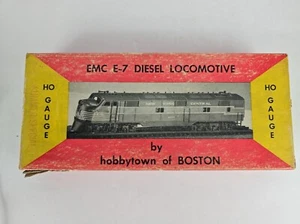 EMC E-7 DIESEL LOCOMOTIVE
HO
GAUGE
HO
GAUGE
by
hobbytown of BOSTON